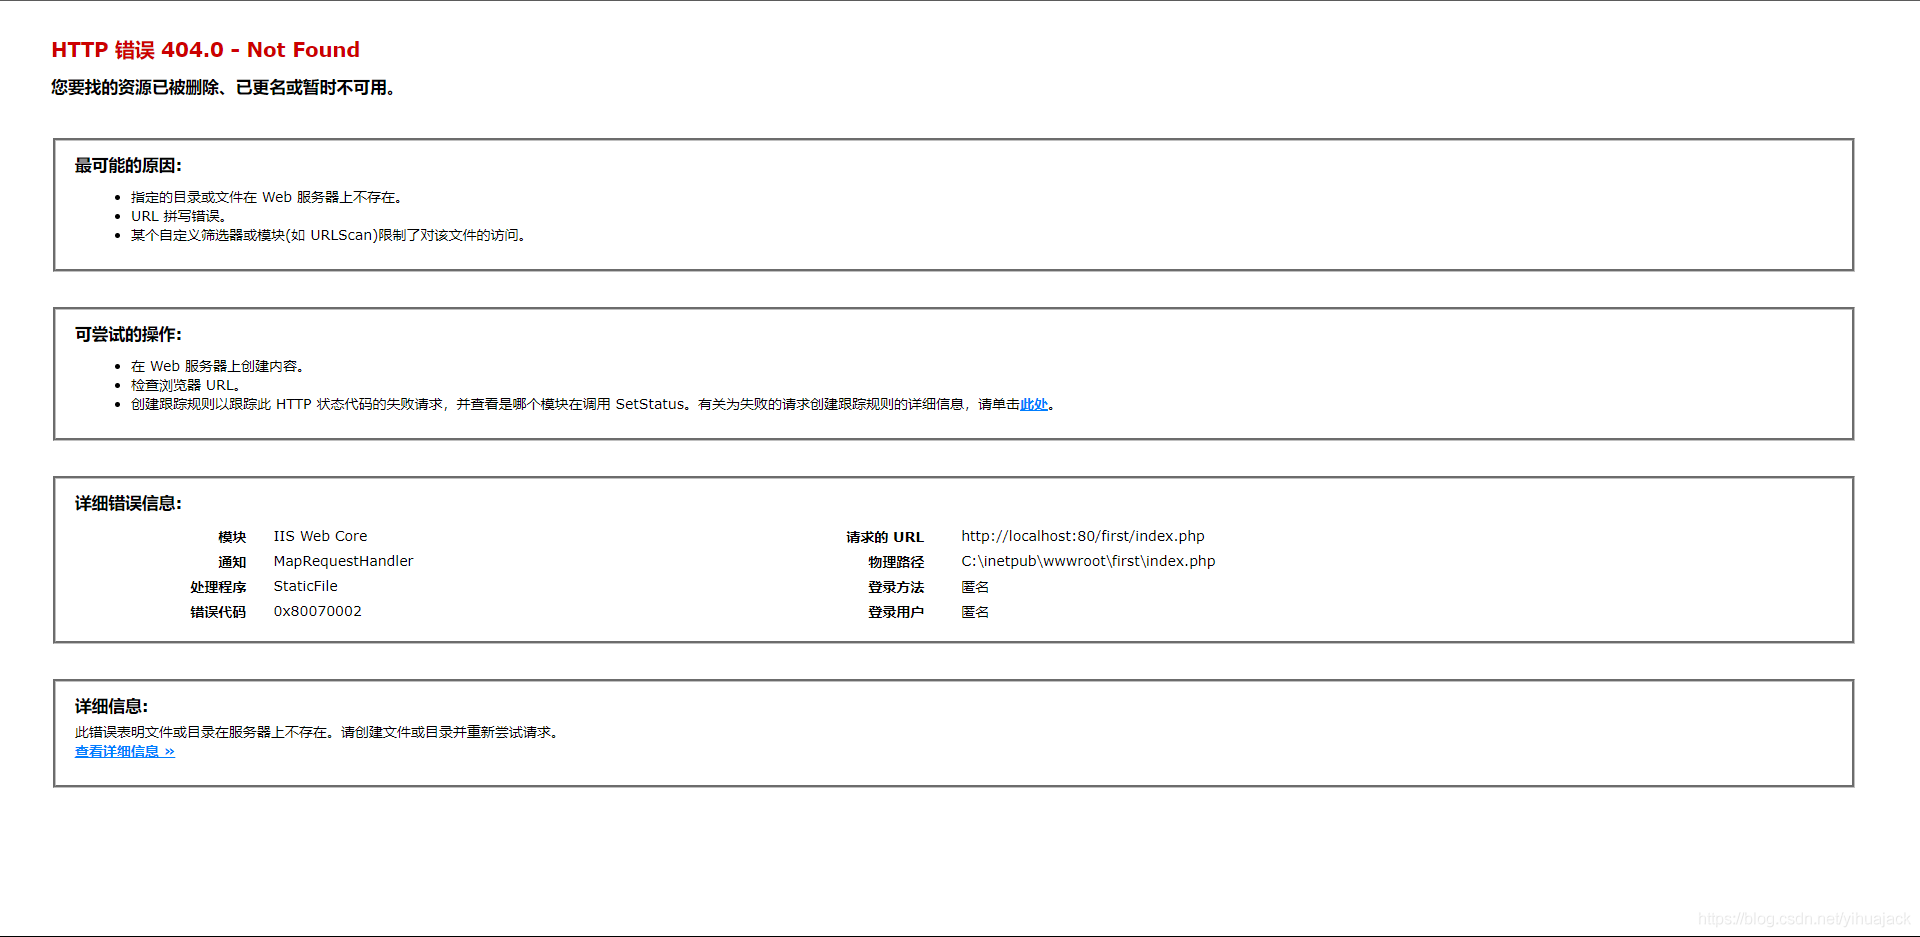 HTTP 错误 404.0 - Not Found
您要找的资源已被删除、已更名或暂时不可用。
最可能的原因:
指定的目录或文件在 Web 服务器上不存在。
URL 拼写错误。
某个自定义筛选器或模块(如 URLScan)限制了对该文件的访问。
可尝试的操作:
在 Web 服务器上创建内容。
检查浏览器 URL。
创建跟踪规则以跟踪此 HTTP 状态代码的失败请求，并查看是哪个模块在调用 SetStatus。有关为失败的请求创建跟踪规则的详细信息，请单击此处。
详细错误信息:
模块 IIS Web Core 请求的 URL http://localhost:80/first/index.php
通知 MapRequestHandler 物理路径 C:\inetpub\wwwroot\first\index.php
处理程序 StaticFile 登录方法 匿名
错误代码 0x80070002 登录用户 匿名
详细信息:
此错误表明文件或目录在服务器上不存在。请创建文件或目录并重新尝试请求。
查看详细信息 »
https://blog.csdn.net/yihuajack